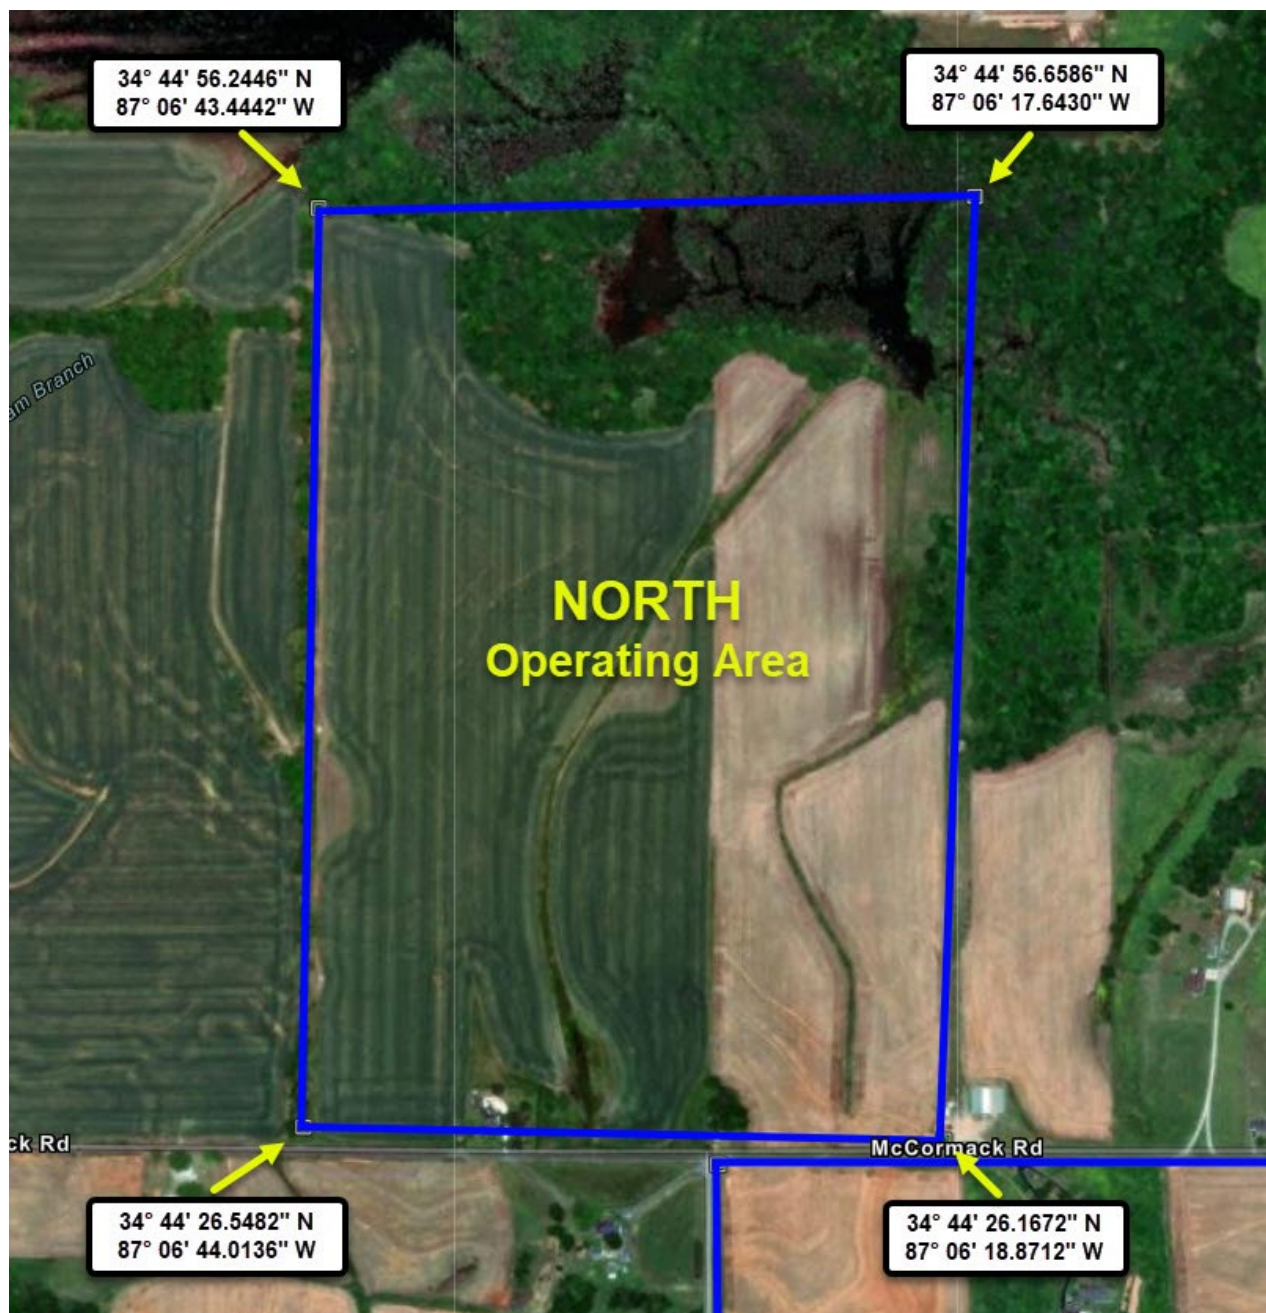 34° 44' 56.2446" N
87° 06' 43.4442" W
34° 44' 56.6586" N
87° 06' 17.6430" W
am Branch
NORTH
Operating Area
ck Rd
McCormack Rd
34° 44' 26.5482" N
87° 06' 44.0136" W
34° 44' 26.1672" N
87° 06' 18.8712" W